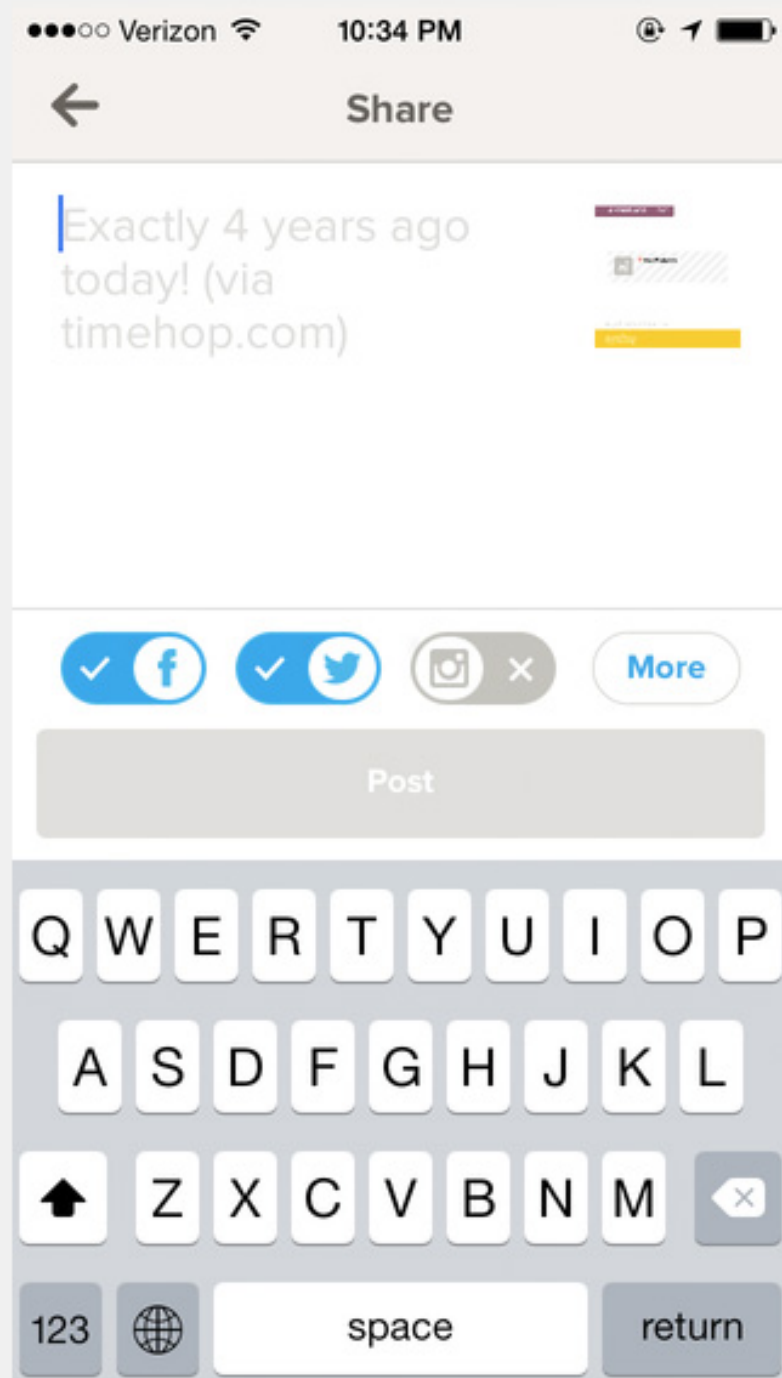 Verizon 10:34 PM
Share
Exactly 4 years ago
today! (via
timehop.com)
More
Post
Q W E R T Y U I O P
A S D F G H J K L
Z X C V B N M
123 space return